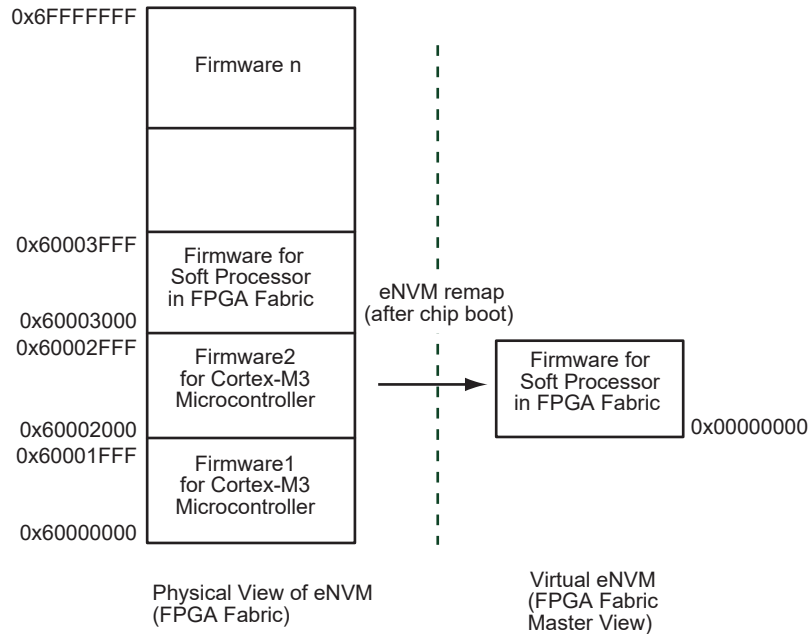 0x6FFFFFFF
Firmware n
0x60003FFF
Firmware for
Soft Processor
in FPGA Fabric
0x60003000
eNVM remap
(after chip boot)
0x60002FFF
Firmware2
for Cortex-M3
Microcontroller
0x60002000
Firmware for
Soft Processor
in FPGA Fabric
0x00000000
0x60001FFF
Firmware1
for Cortex-M3
Microcontroller
0x60000000
Physical View of eNVM
(FPGA Fabric)
Virtual eNVM
(FPGA Fabric
Master View)